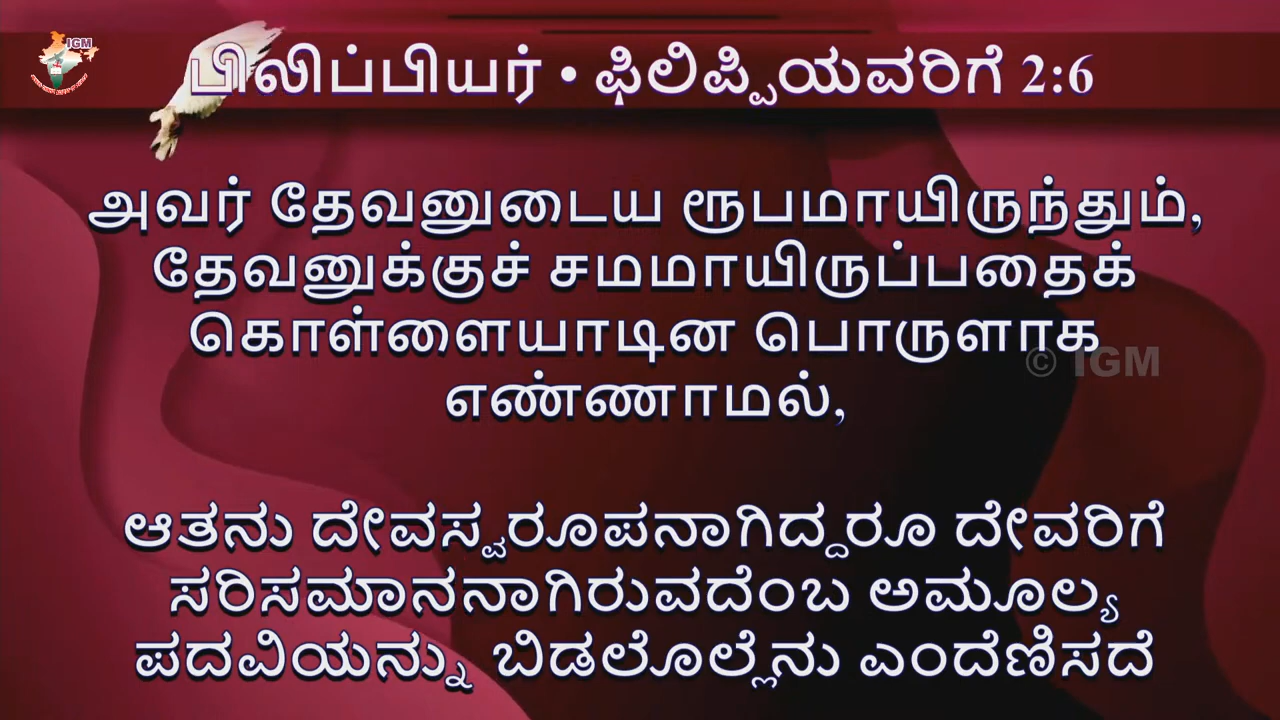 IGM
பிலிப்பியர் • ಫಿಲಿಪ್ಪಿಯವರಿಗೆ 2:6
அவர் தேவனுடைய ரூபமாயிருந்தும்,
தேவனுக்குச் சமமாயிருப்பதைக்
கொள்ளையாடின பொருளாக
© IGM
எண்ணாமல்,
ಆತನು ದೇವಸ್ವರೂಪನಾಗಿದ್ದರೂ ದೇವರಿಗೆ
ಸರಿಸಮಾನನಾಗಿರುವದೆಂಬ ಅಮೂಲ್ಯ
ಪದವಿಯನ್ನು ಬಿಡಲೊಲ್ಲೆನು ಎಂದೆಣಿಸದೆ